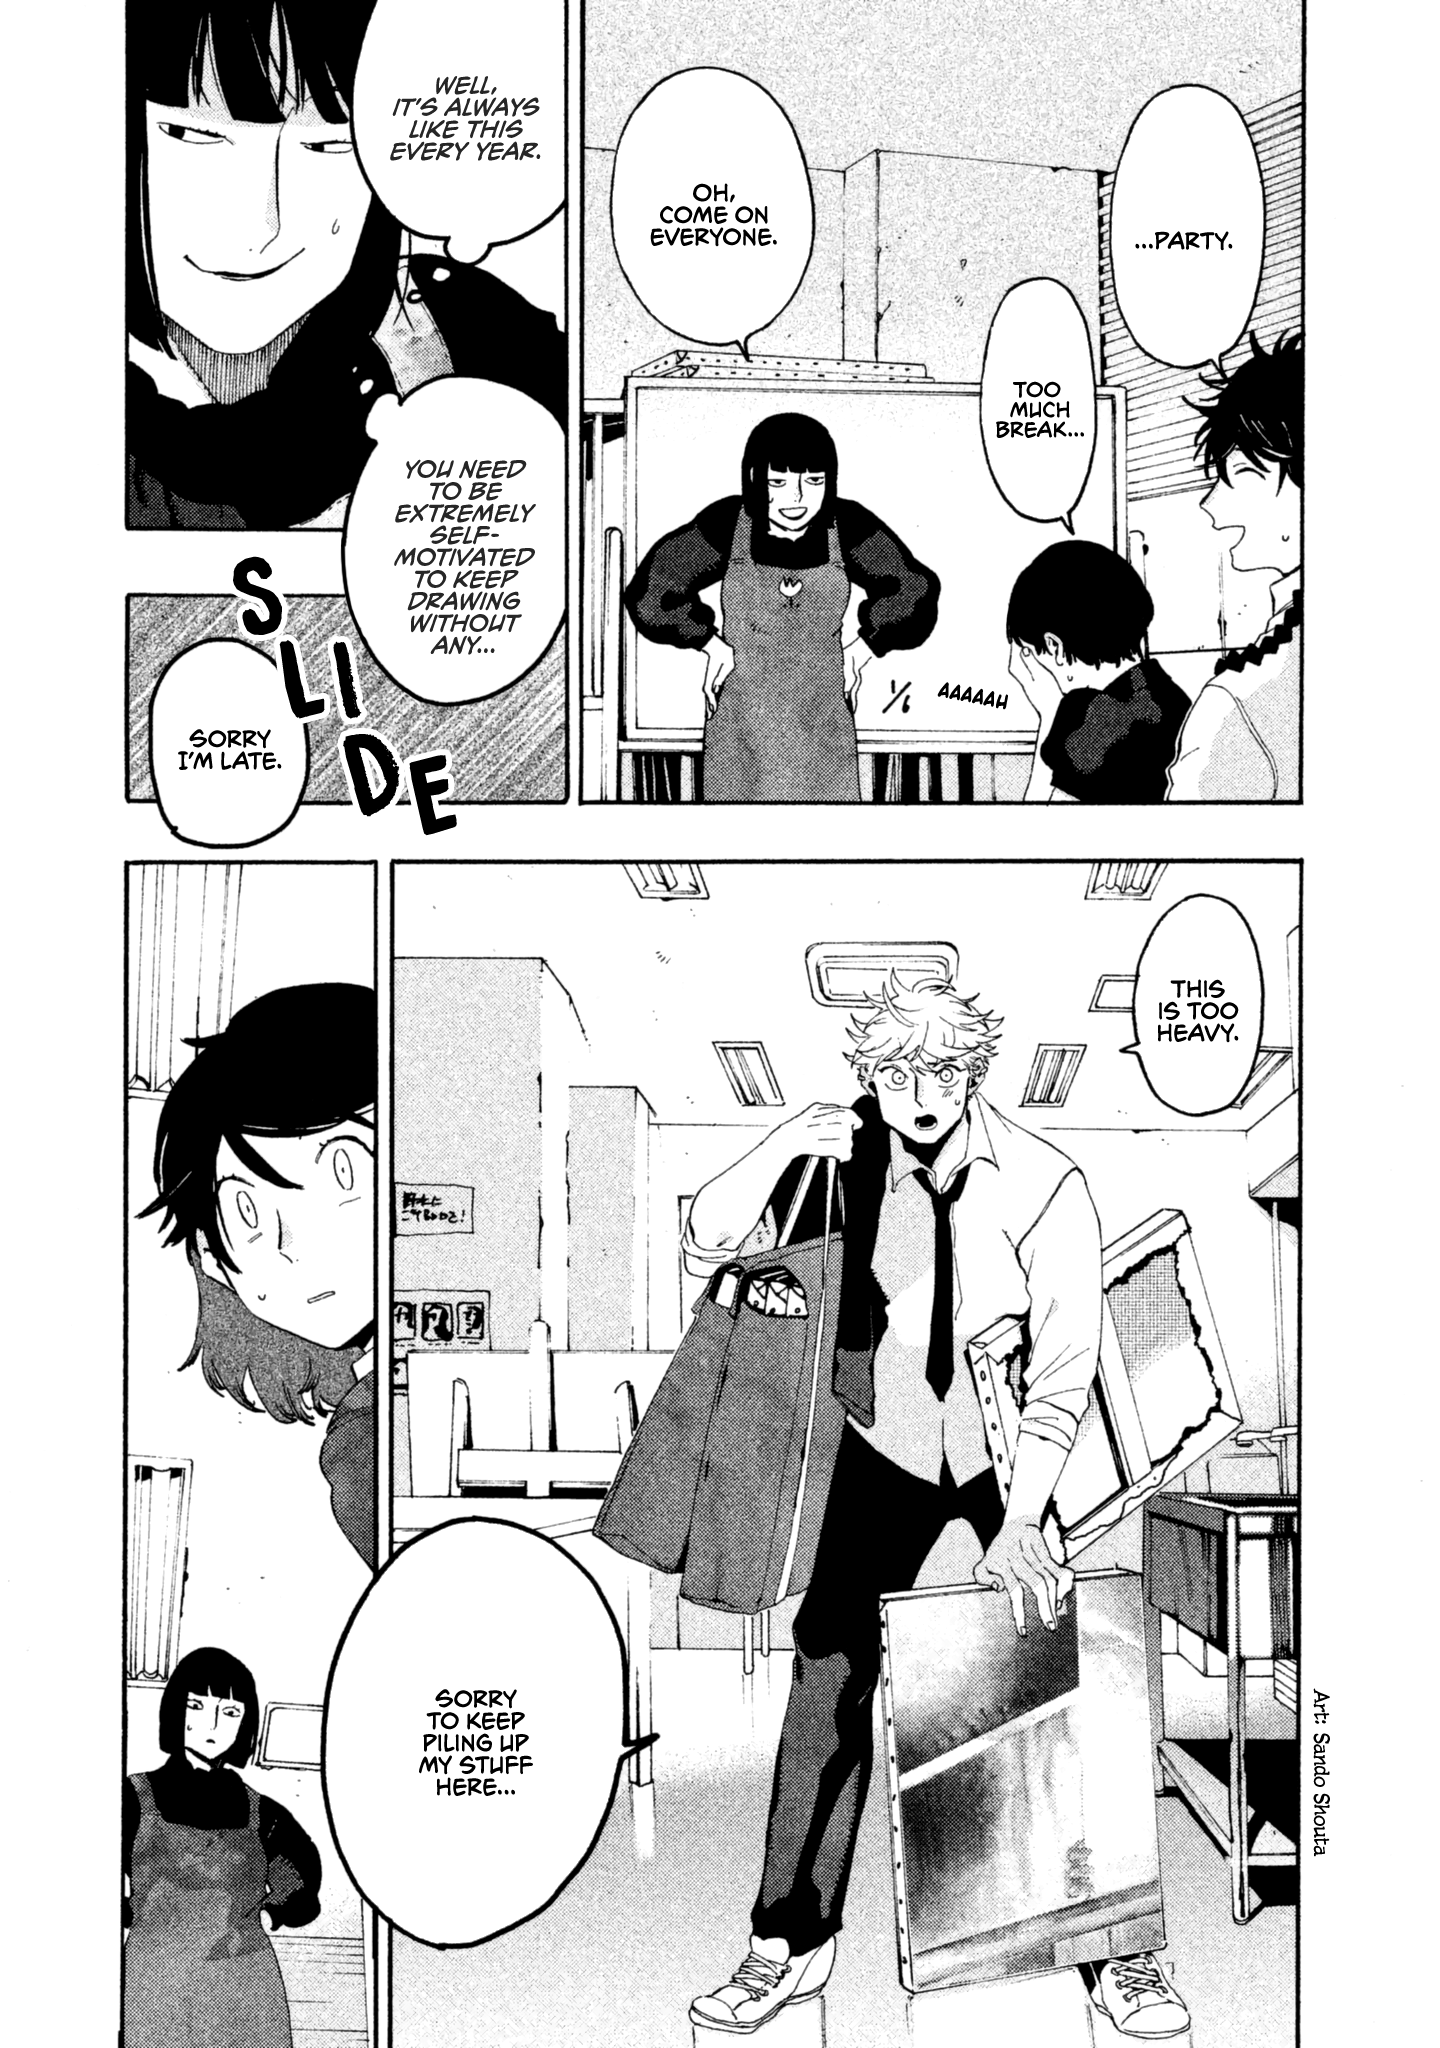 ...PARTY.
TOO
MUCH
BREAK...
OH,
COME ON
EVERYONE.
AAAAAH
1/6
WELL,
IT'S ALWAYS
LIKE THIS
EVERY YEAR.
YOU NEED
TO BE
EXTREMELY
SELF-
MOTIVATED
TO KEEP
DRAWING
WITHOUT
ANY...
SLIDE
SORRY
I'M LATE.
THIS
IS TOO
HEAVY.
SORRY
TO KEEP
PILING UP
MY STUFF
HERE...
Art: Sando Shouta